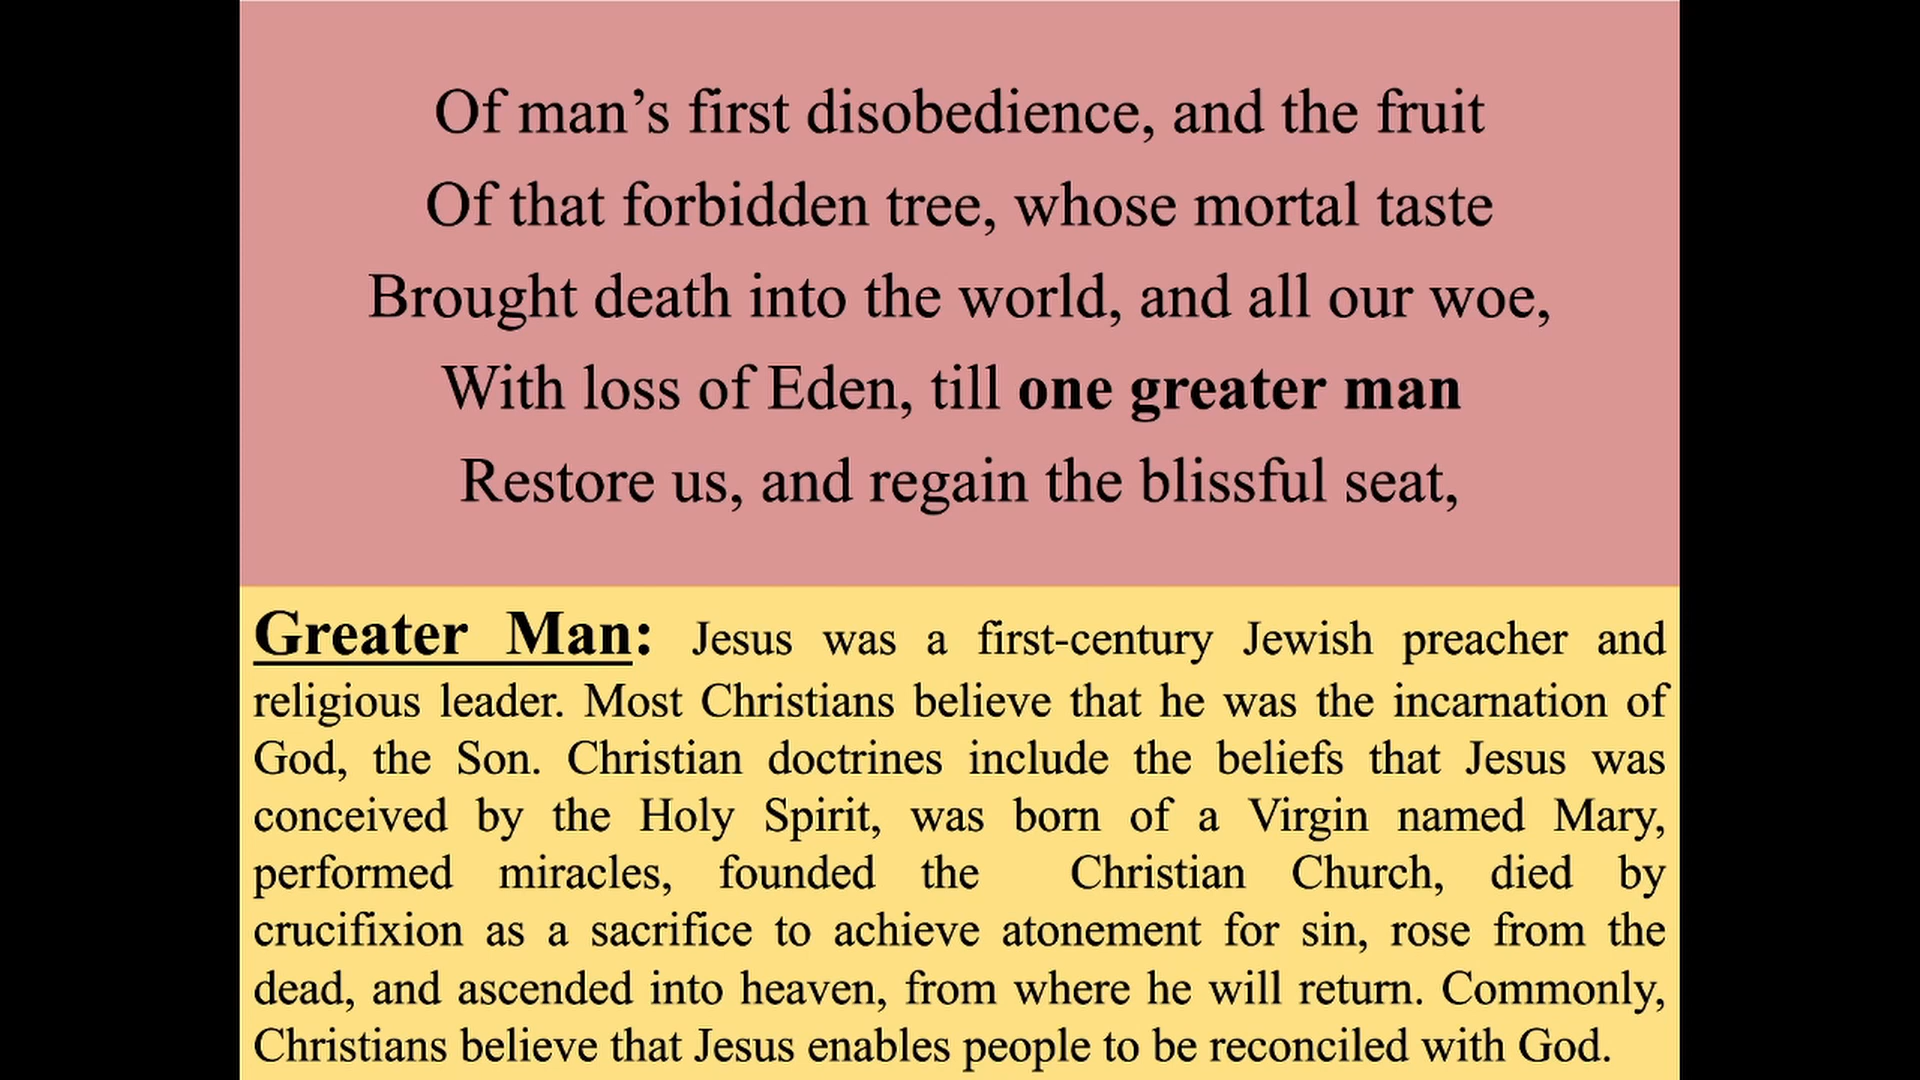 Of man’s first disobedience, and the fruit
Of that forbidden tree, whose mortal taste
Brought death into the world, and all our woe,
With loss of Eden, till one greater man
Restore us, and regain the blissful seat,
Greater Man: Jesus was a first-century Jewish preacher and
religious leader. Most Christians believe that he was the incarnation of
God, the Son. Christian doctrines include the beliefs that Jesus was
conceived by the Holy Spirit, was born of a Virgin named Mary,
performed miracles, founded the Christian Church, died by
crucifixion as a sacrifice to achieve atonement for sin, rose from the
dead, and ascended into heaven, from where he will return. Commonly,
Christians believe that Jesus enables people to be reconciled with God.